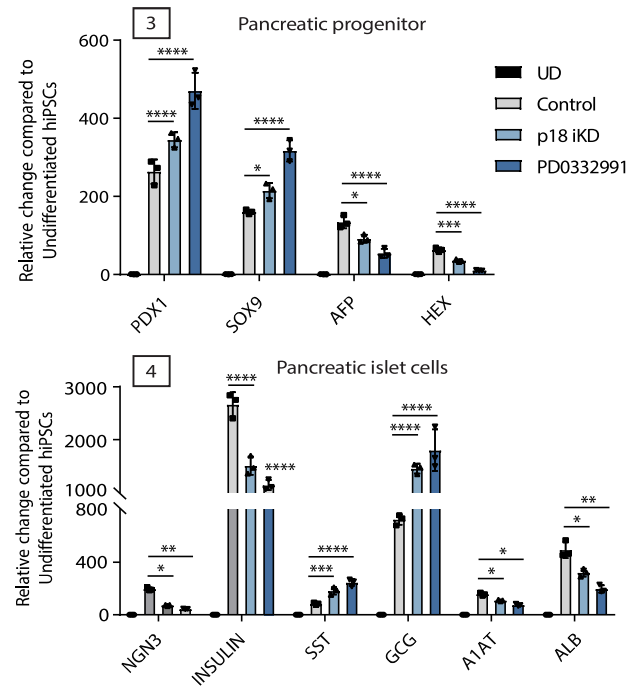 3
Pancreatic progenitor
Relative change compared to
Undifferentiated hiPSCs
600
400
200
0
****
****
****
*
****
*
****
***
PDX1
SOX9
AFP
HEX
UD
Control
p18 iKD
PD0332991
4
Pancreatic islet cells
Relative change compared to
Undifferentiated hiPSCs
3000
2000
1000
800
400
0
**
*
****
****
****
***
****
****
*
*
**
*
NGN3
INSULIN
SST
GCG
A1AT
ALB